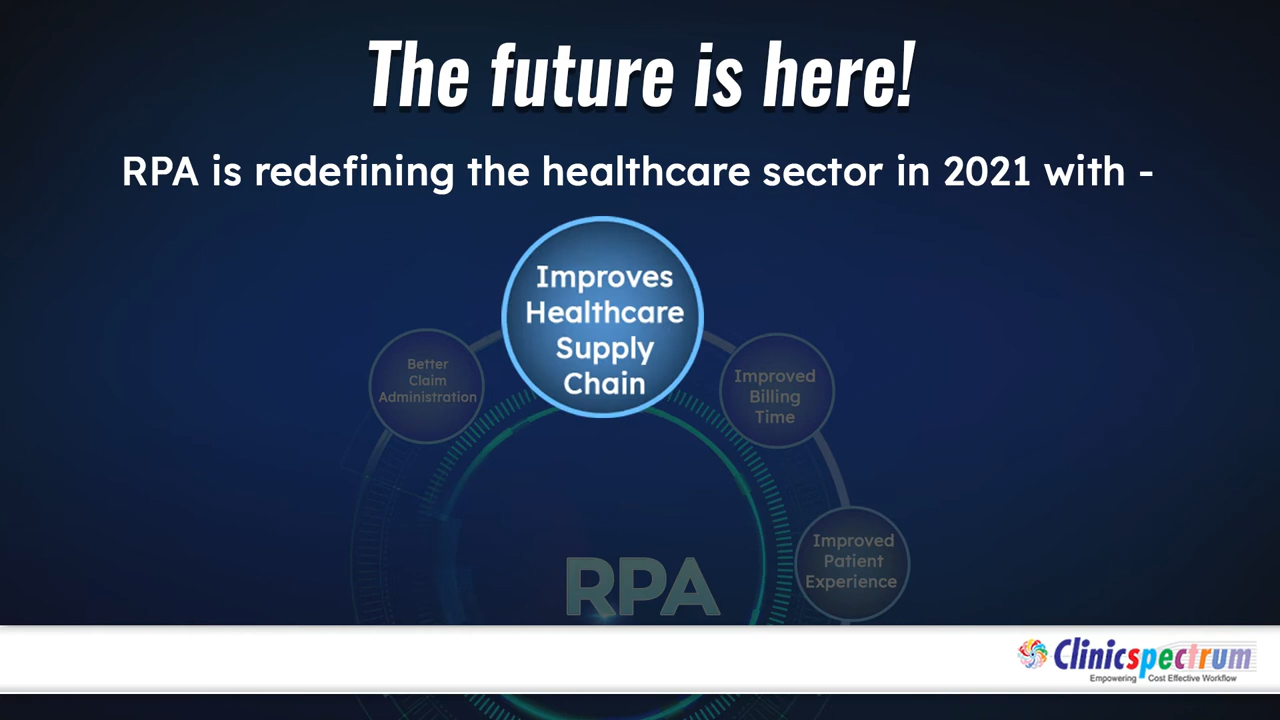 The future is here!
RPA is redefining the healthcare sector in 2021 with -
Improves
Healthcare
Supply
Chain
Better
Claim
Administration
Improved
Billing
Time
Improved
Patient
Experience
RPA
Clinicspectrum
Empowering Cost Effective Workflow